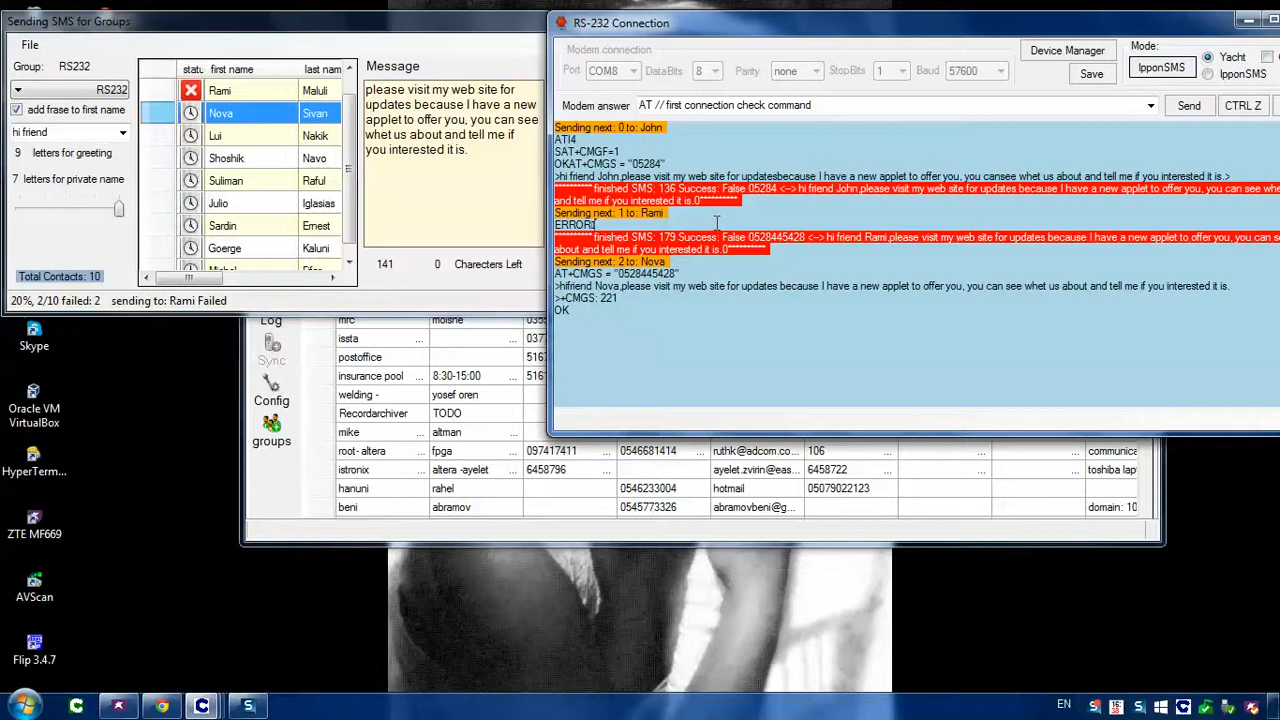 Sending SMS for Groups
File
Group: RS232
RS232
add frase to first name
hi friend
9 letters for greeting
7 letters for private name
Total Contacts: 10
statu first name last nam
Rami Maluli
Nova Sivan
Lui Nakik
Shoshik Navo
Suliman Raful
Julio Iglasias
Sardin Ernest
Goerge Kaluni
Message
please visit my web site for
updates because I have a new
applet to offer you, you can see
whet us about and tell me if
you interested it is.
141 0 Characters Left
20%, 2/10 failed: 2 sending to: Rami Failed
RS-232 Connection
Modem connection
Port COM8 DataBits 8 Parity none StopBits 1 Baud 57600
Device Manager
Save
Mode:
IpponSMS
Yacht
IpponSMS
Modem answer AT // first connection check command Send CTRL Z
Sending next: 0 to: John
ATI4
SAT+CMGF=1
OKAT+CMGS = "05284"
>hi friend John,please visit my web site for updatesbecause I have a new applet to offer you, you cansee whet us about and tell me if you interested it is.>
********** finished SMS: 136 Success: False 05284 <--> hi friend John,please visit my web site for updates because I have a new applet to offer you, you can see whe
and tell me if you interested it is.0**********
Sending next: 1 to: Rami
ERROR
********** finished SMS: 179 Success: False 0528445428 <--> hi friend Rami,please visit my web site for updates because I have a new applet to offer you, you can se
about and tell me if you interested it is.0**********
Sending next: 2 to: Nova
AT+CMGS = "0528445428"
>hifriend Nova,please visit my web site for updates because I have a new applet to offer you, you can see whet us about and tell me if you interested it is.
>+CMGS: 221
OK
Log
Sync
Config
groups
mrc moishe 035
issta ... 0377
postoffice 5167
insurance pool 8:30-15:00 ... 516
welding - yosef oren
Recordarchiver TODO
mike altman
root- altera fpga 097417411 0546681414 ruthk@adcom.co... 106 ... communica
istronix altera -ayelet 6458796 ... ayelet.zvirin@eas... 6458722 ... toshiba lap
hanuni rahel 0546233004 hotmail 05079022123
beni abramov 0545773326 abramovbeni@g... ... domain: 10
Skype
Oracle VM
VirtualBox
HyperTerm...
ZTE MF669
AVScan
Flip 3.4.7
EN